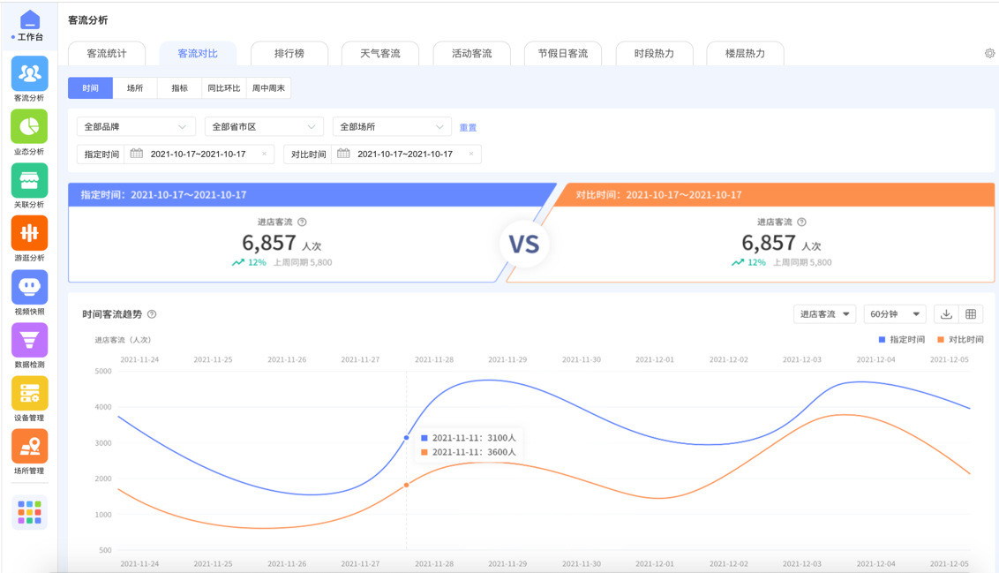 工作台
客流分析
业态分析
关联分析
游逛分析
视频快照
数据检测
设备管理
场所管理
客流分析
客流统计 客流对比 排行榜 天气客流 活动客流 节假日客流 时段热力 楼层热力
时间 场所 指标 同比环比 周中周末
全部品牌 全部省市区 全部场所 重置
指定时间 2021-10-17~2021-10-17 × 对比时间 2021-10-17~2021-10-17 ×
指定时间：2021-10-17～2021-10-17
进店客流 ?
6,857 人次
12% 上周同期 5,800
VS
对比时间：2021-10-17～2021-10-17
进店客流 ?
6,857 人次
12% 上周同期 5,800
时间客流趋势 ? 进店客流 60分钟
进店客流（人次） 指定时间 对比时间
2021-11-24 2021-11-25 2021-11-26 2021-11-27 2021-11-28 2021-11-29 2021-11-30 2021-12-01 2021-12-02 2021-12-03 2021-12-04 2021-12-05
5000
4000
3000
2021-11-11：3100人
2021-11-11：3600人
2000
1000
500
2021-11-24 2021-11-25 2021-11-26 2021-11-27 2021-11-28 2021-11-29 2021-11-30 2021-12-01 2021-12-02 2021-12-03 2021-12-04 2021-12-05